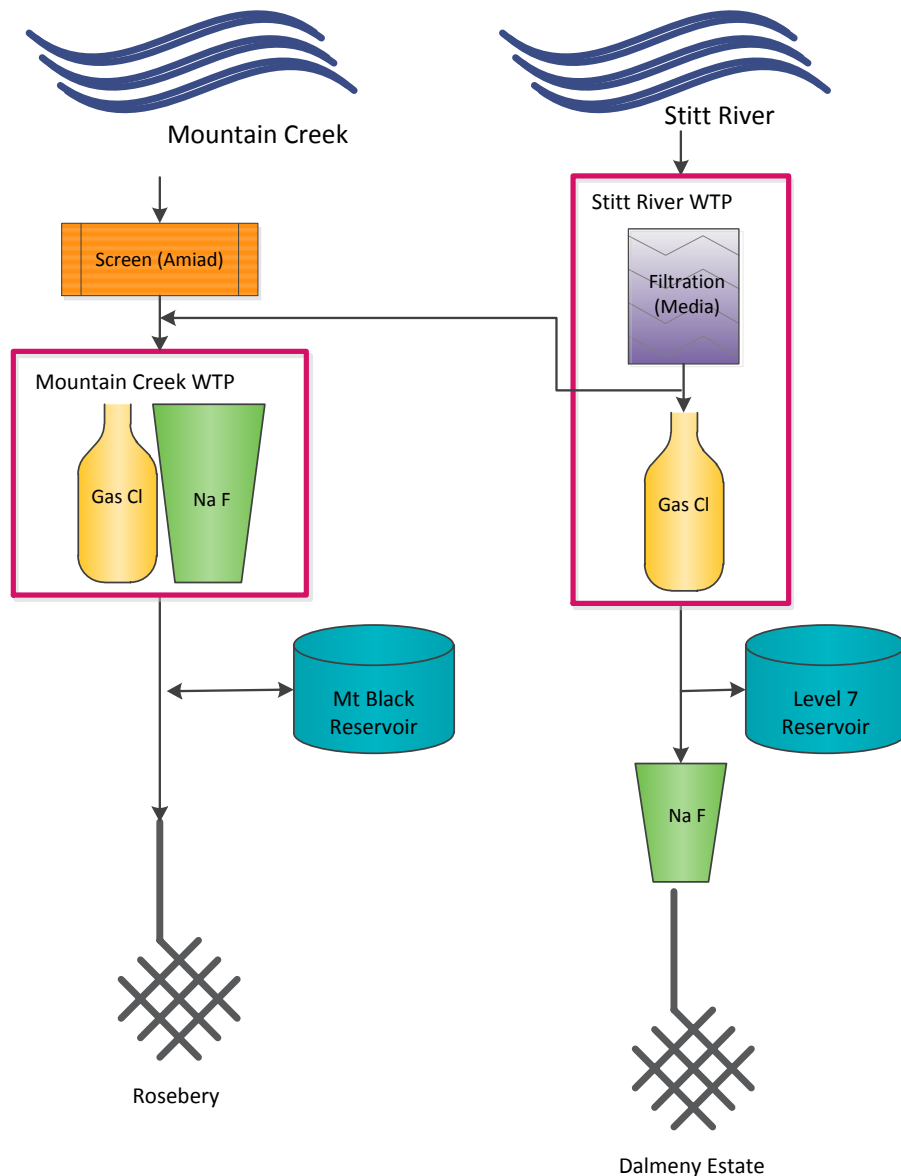 Mountain Creek
Stitt River
Stitt River WTP
Screen (Amiad)
Filtration
(Media)
Mountain Creek WTP
Gas Cl
Na F
Gas Cl
Mt Black
Reservoir
Level 7
Reservoir
Na F
Rosebery
Dalmeny Estate